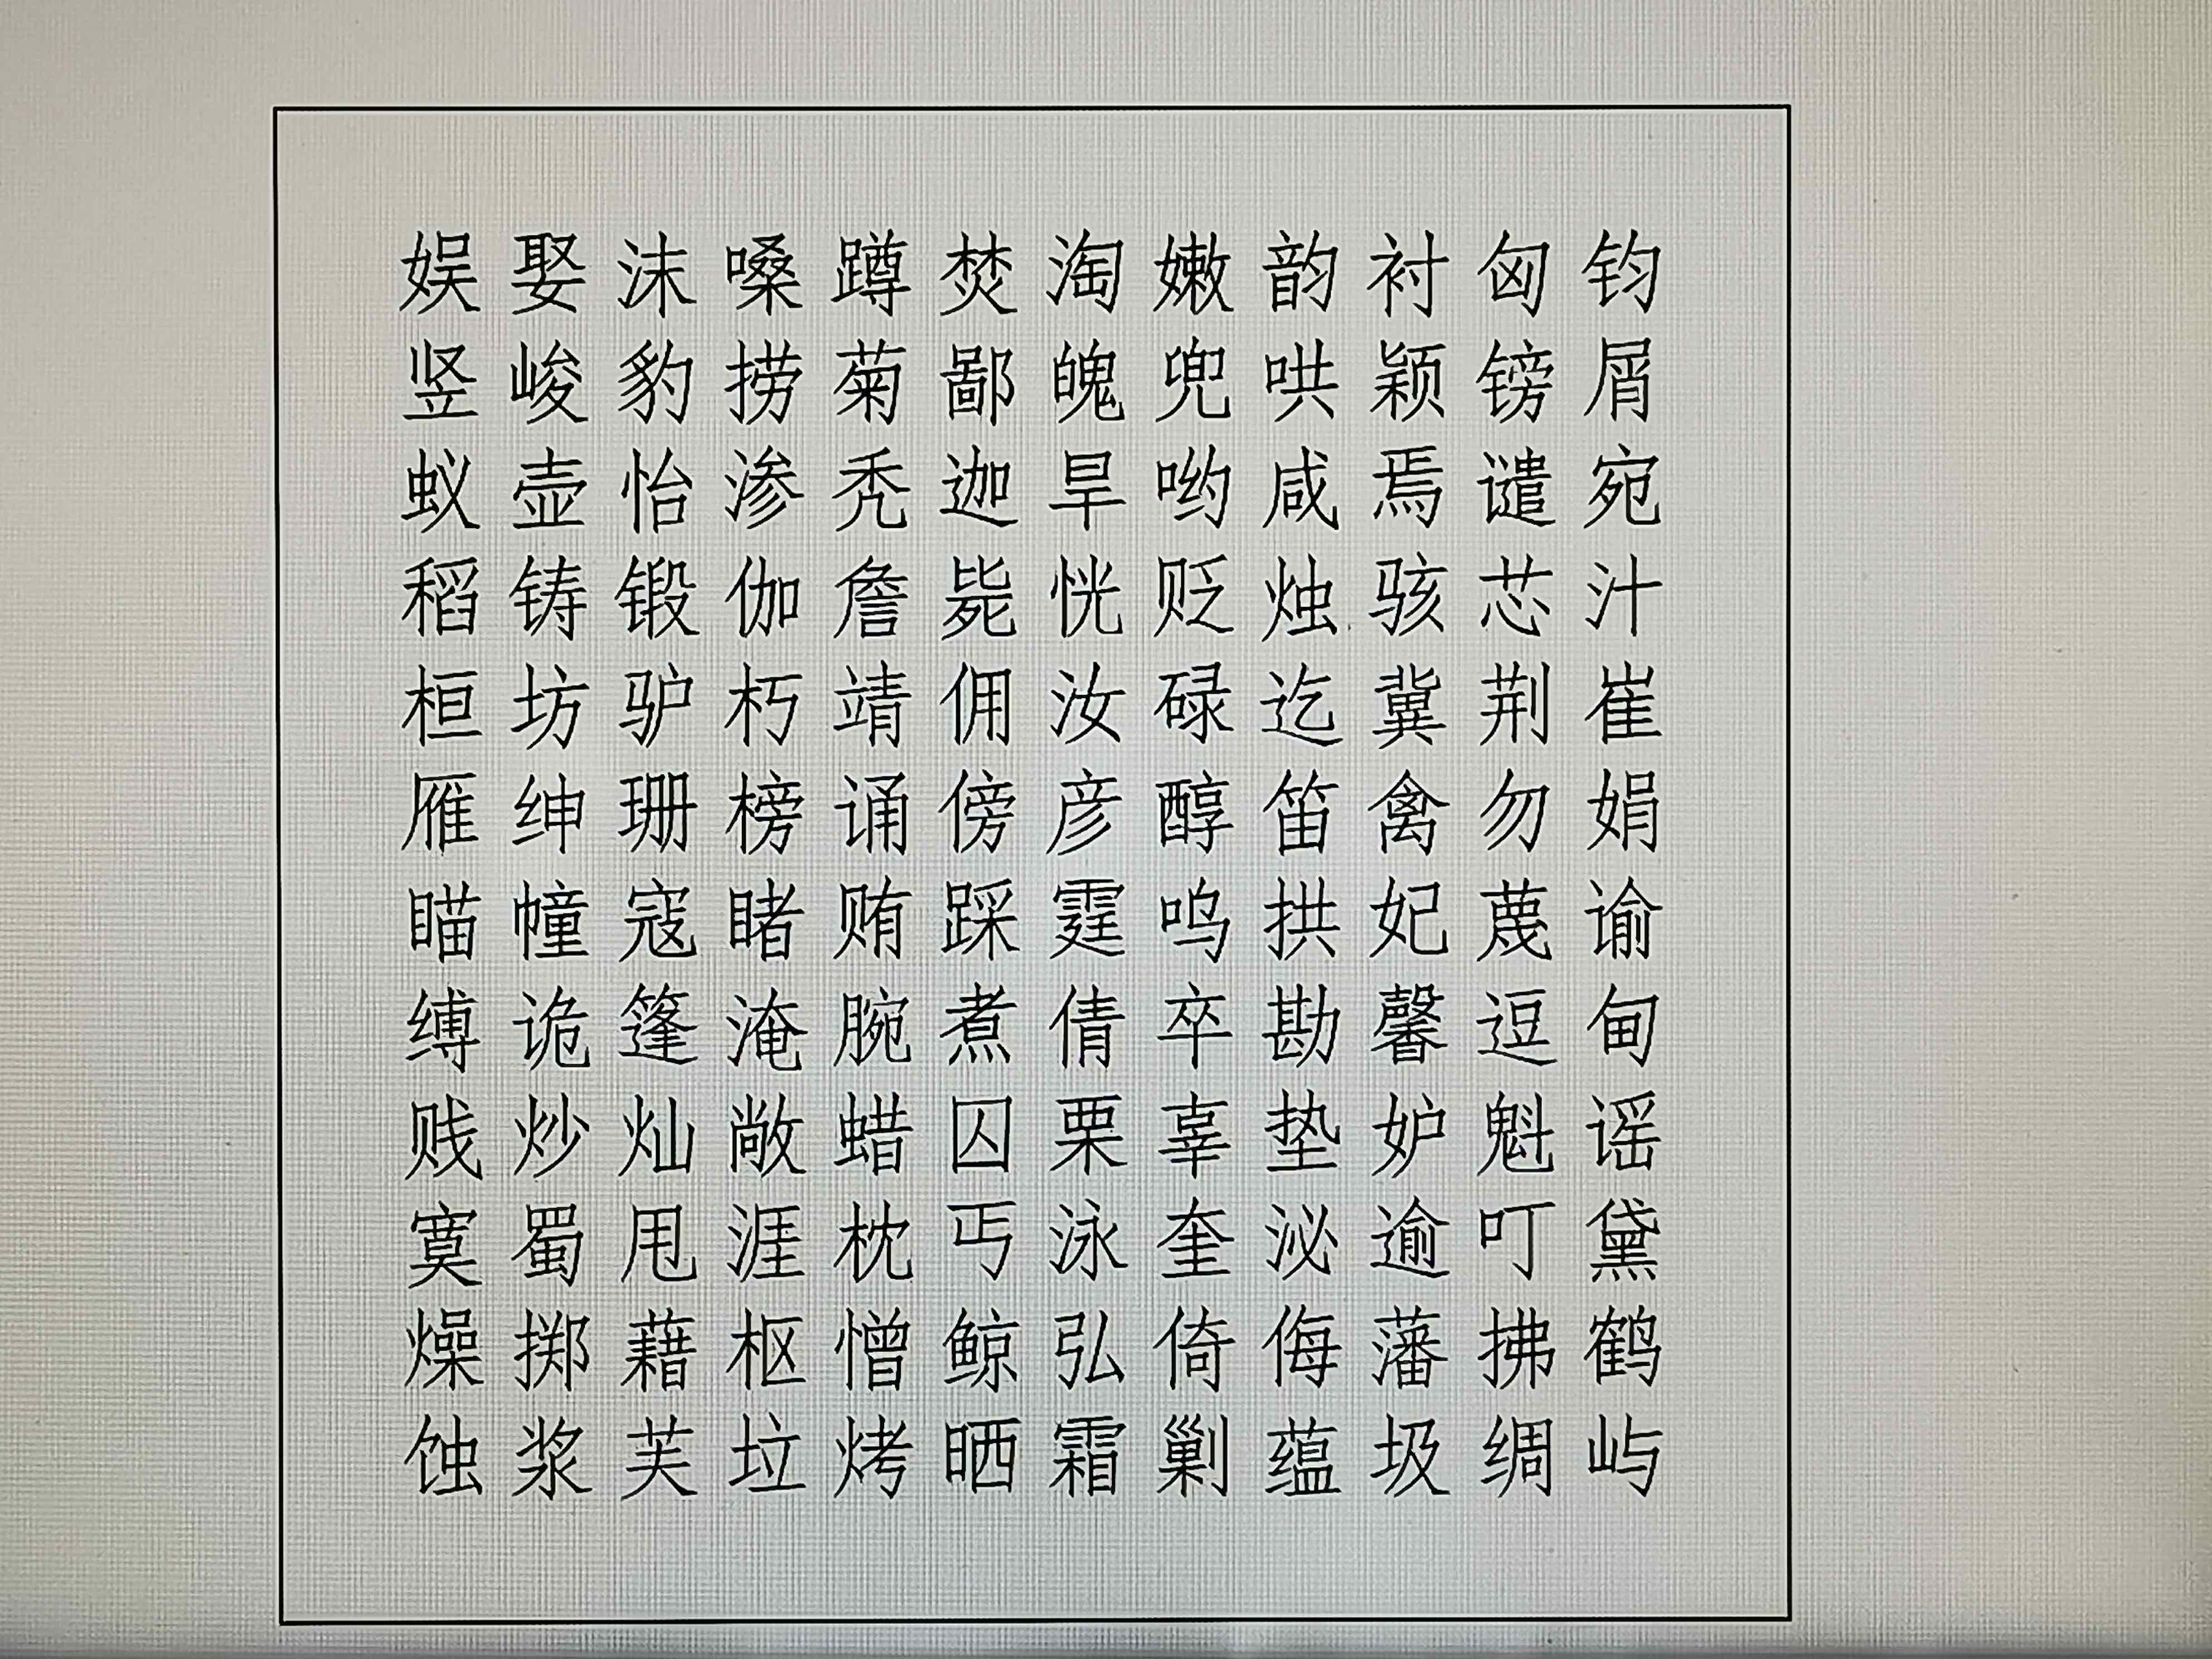 娱娶沫嗓蹲焚淘嫩韵衬匈钧
竖峻豹捞菊鄙魄兜哄颖镑屑
蚁壶怡渗秃迦旱哟咸焉谴宛
稻铸锻伽詹毙恍贬烛骇芯汁
桓坊驴朽靖佣汝碌迄冀荆崔
雁绅珊榜诵傍彦醇笛禽勿娟
瞄幢寇睹贿踩霆呜拱妃蔑谕
缚诡篷淹腕煮倩卒勘馨逗甸
贱炒灿敞蜡囚栗辜垫妒魁谣
寞蜀甩涯枕丐泳奎泌逾叮黛
燥掷藉枢憎鲸弘倚侮藩拂鹤
蚀浆芙垃烤晒霜剿蕴圾绸屿